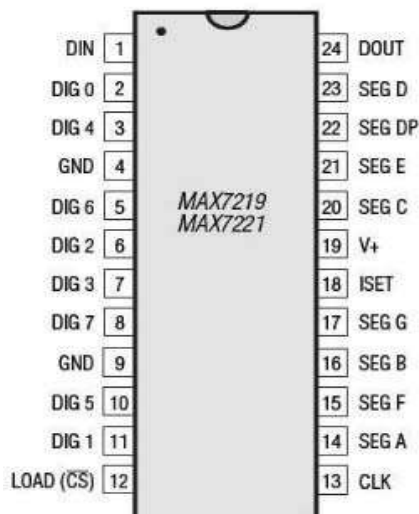 DIN 1 24 DOUT
DIG 0 2 23 SEG D
DIG 4 3 22 SEG DP
GND 4 21 SEG E
DIG 6 5 MAX7219 20 SEG C
MAX7221
DIG 2 6 19 V+
DIG 3 7 18 ISET
DIG 7 8 17 SEG G
GND 9 16 SEG B
DIG 5 10 15 SEG F
DIG 1 11 14 SEG A
LOAD (C̅S̅) 12 13 CLK